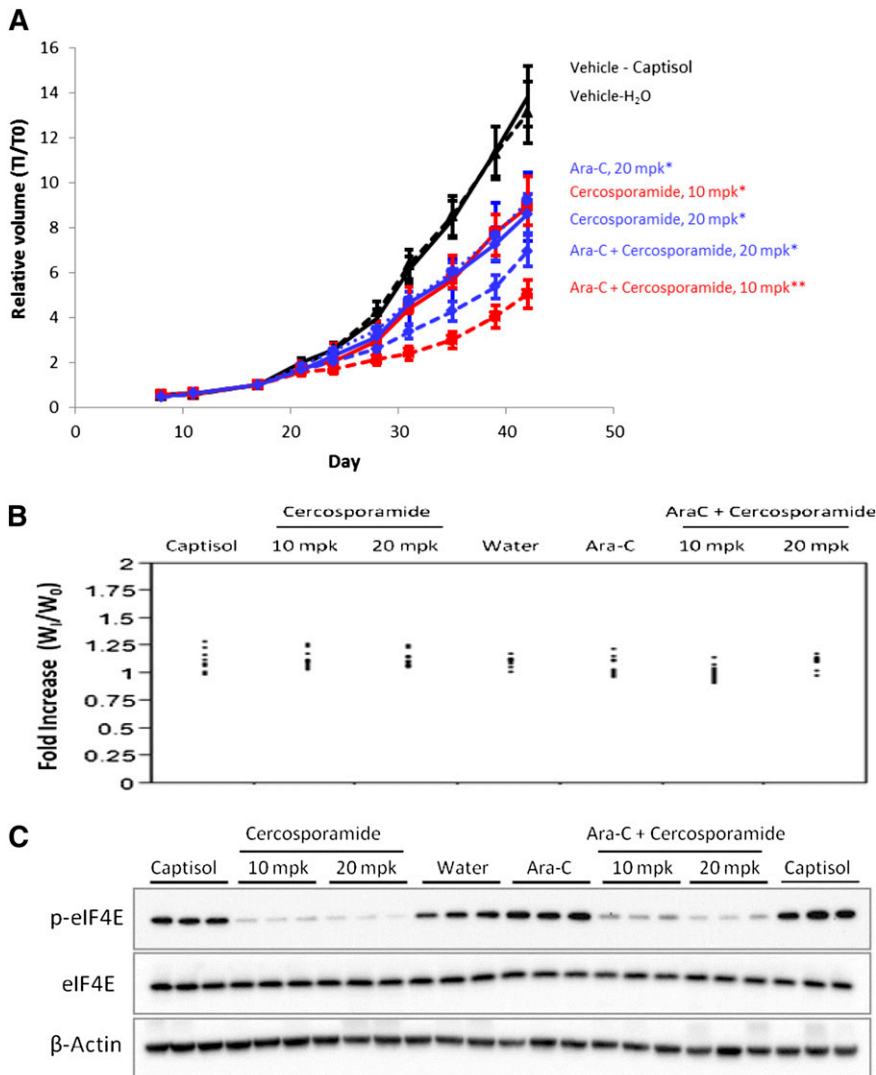 A
16
14
12
10
8
6
4
2
0
Relative volume (TI/T0)
0 10 20 30 40 50
Day
Vehicle - Captisol
Vehicle-H₂O
Ara-C, 20 mpk*
Cercosporamide, 10 mpk*
Cercosporamide, 20 mpk*
Ara-C + Cercosporamide, 20 mpk*
Ara-C + Cercosporamide, 10 mpk**
B
Cercosporamide AraC + Cercosporamide
Captisol 10 mpk 20 mpk Water Ara-C 10 mpk 20 mpk
2
1.75
1.5
1.25
1
0.75
0.5
0.25
0
Fold Increase (W_I/W₀)
C
Cercosporamide Ara-C + Cercosporamide
Captisol 10 mpk 20 mpk Water Ara-C 10 mpk 20 mpk Captisol
p-eIF4E
eIF4E
β-Actin